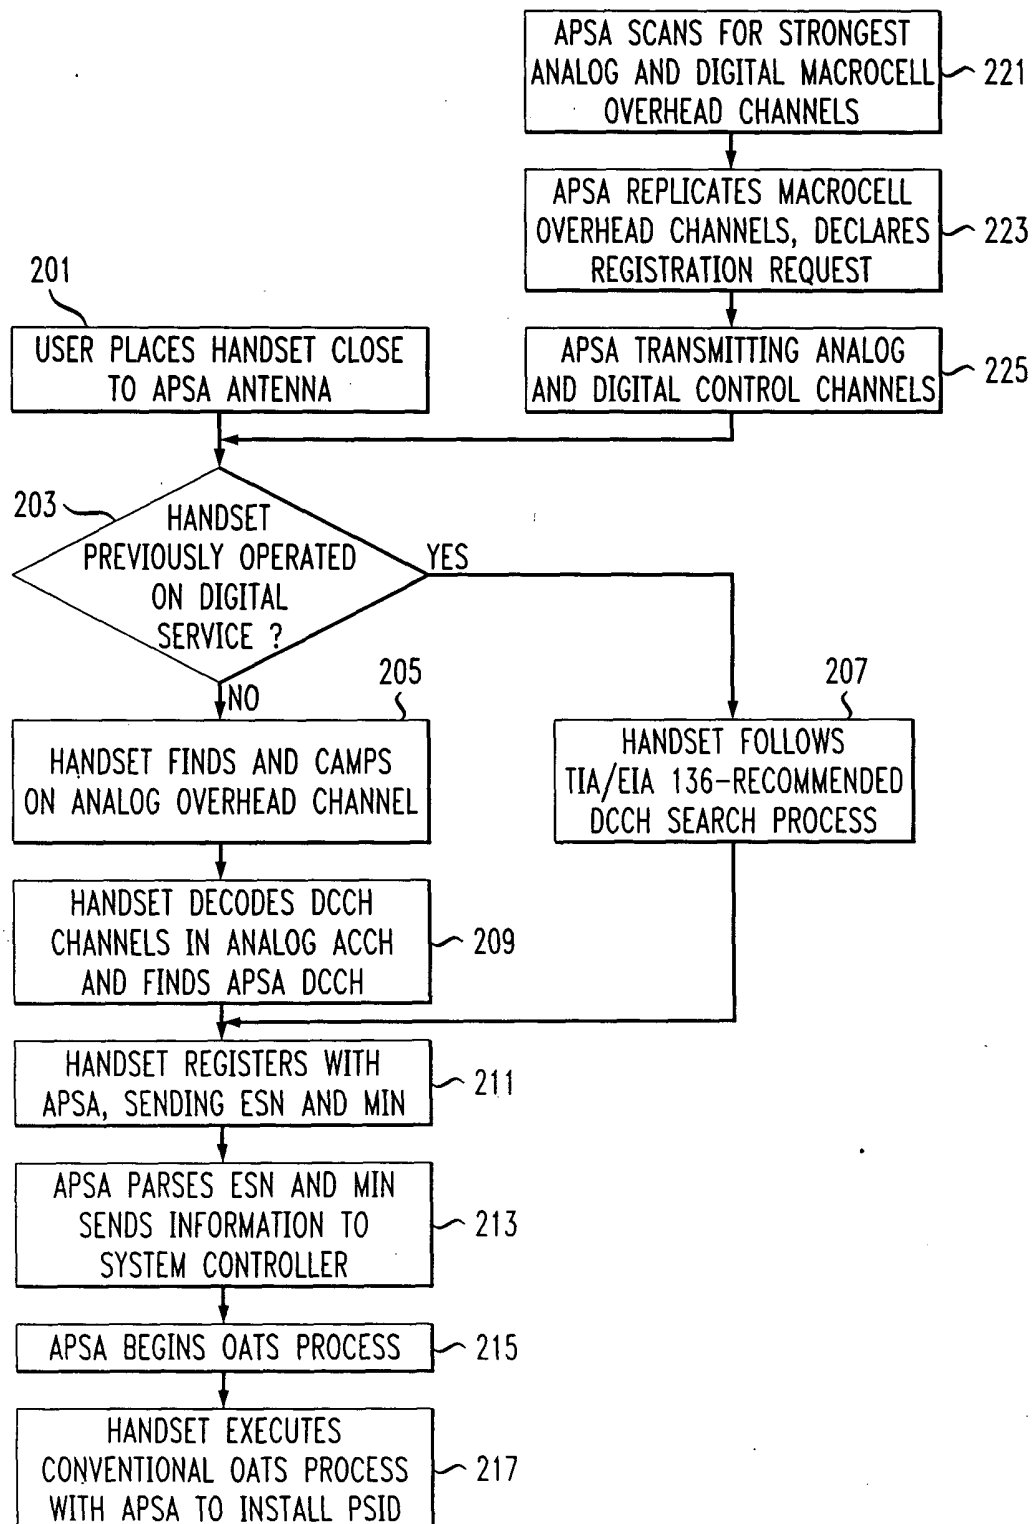 APSA SCANS FOR STRONGEST
ANALOG AND DIGITAL MACROCELL
OVERHEAD CHANNELS
221
APSA REPLICATES MACROCELL
OVERHEAD CHANNELS, DECLARES
REGISTRATION REQUEST
223
201
USER PLACES HANDSET CLOSE
TO APSA ANTENNA
APSA TRANSMITTING ANALOG
AND DIGITAL CONTROL CHANNELS
225
203
HANDSET
PREVIOUSLY OPERATED
ON DIGITAL
SERVICE ?
YES
NO
205
HANDSET FINDS AND CAMPS
ON ANALOG OVERHEAD CHANNEL
207
HANDSET FOLLOWS
TIA/EIA 136-RECOMMENDED
DCCH SEARCH PROCESS
HANDSET DECODES DCCH
CHANNELS IN ANALOG ACCH
AND FINDS APSA DCCH
209
HANDSET REGISTERS WITH
APSA, SENDING ESN AND MIN
211
APSA PARSES ESN AND MIN
SENDS INFORMATION TO
SYSTEM CONTROLLER
213
APSA BEGINS OATS PROCESS
215
HANDSET EXECUTES
CONVENTIONAL OATS PROCESS
WITH APSA TO INSTALL PSID
217